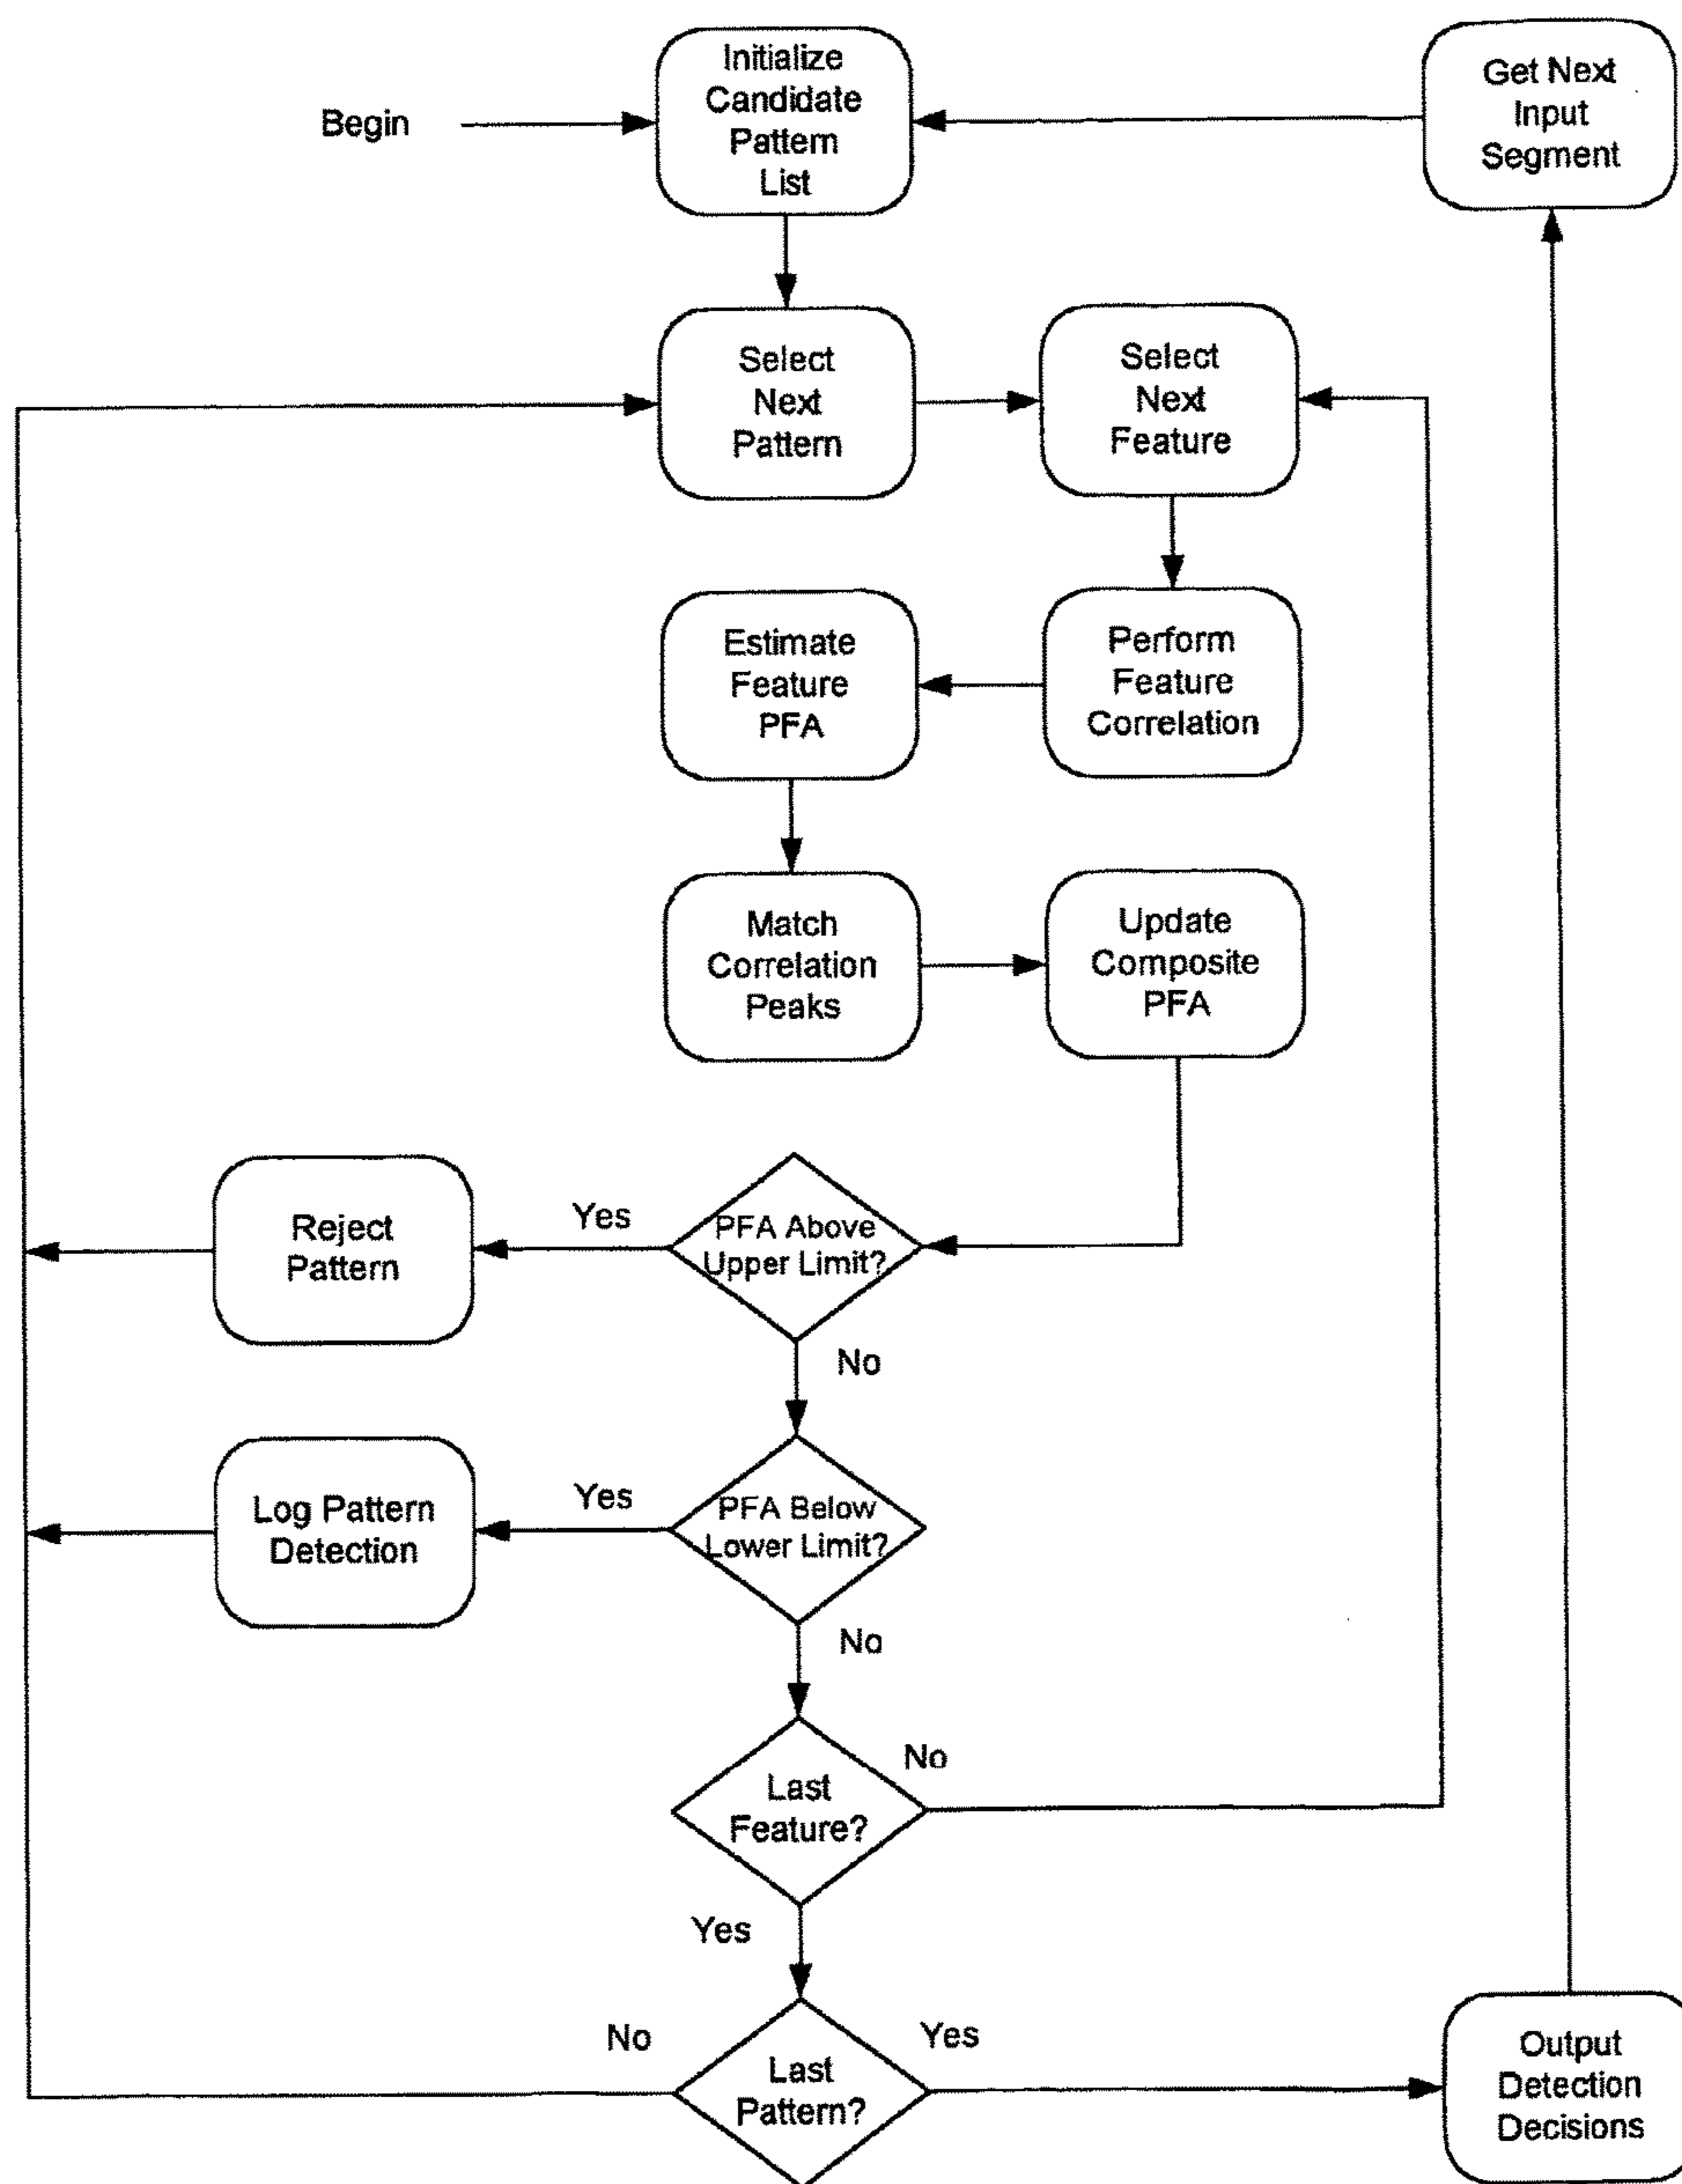 Begin
Initialize
Candidate
Pattern
List
Get Next
Input
Segment
Select
Next
Pattern
Select
Next
Feature
Estimate
Feature
PFA
Perform
Feature
Correlation
Match
Correlation
Peaks
Update
Composite
PFA
Reject
Pattern
Yes
PFA Above
Upper Limit?
No
Log Pattern
Detection
Yes
PFA Below
Lower Limit?
No
Last
Feature?
No
Yes
No
Last
Pattern?
Yes
Output
Detection
Decisions